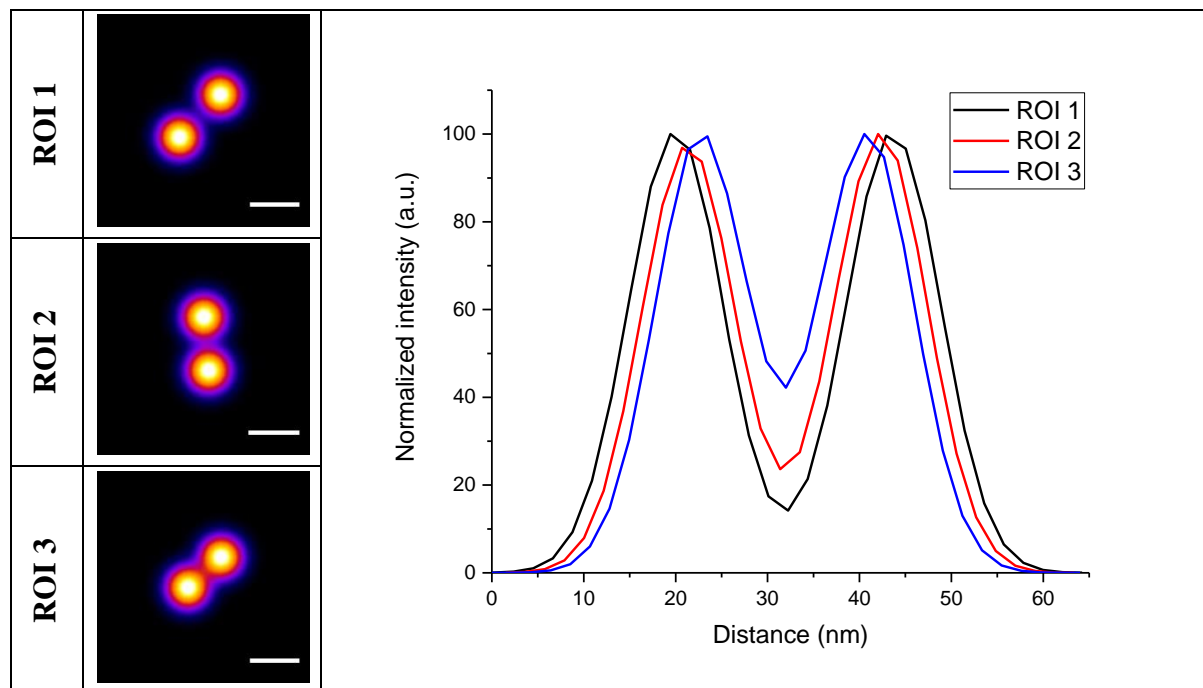 ROI 1
ROI 2
ROI 3
Normalized intensity (a.u.)
100
80
60
40
20
0
0 10 20 30 40 50 60
Distance (nm)
ROI 1
ROI 2
ROI 3